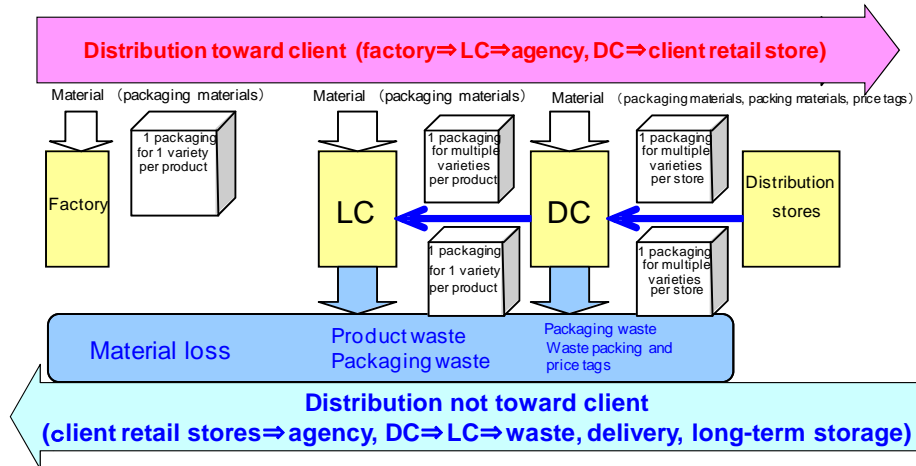 Distribution toward client (factory⇒LC⇒agency, DC⇒client retail store)
Material (packaging materials)
Material (packaging materials)
Material (packaging materials, packing materials, price tags)
1 packaging
for 1 variety
per product
1 packaging
for multiple
varieties
per product
1 packaging
for multiple
varieties
per store
Factory
LC
DC
Distribution
stores
1 packaging
for 1 variety
per product
1 packaging
for multiple
varieties
per store
Material loss
Product waste
Packaging waste
Packaging waste
Waste packing and
price tags
Distribution not toward client
(client retail stores⇒agency, DC⇒LC⇒waste, delivery, long-term storage)